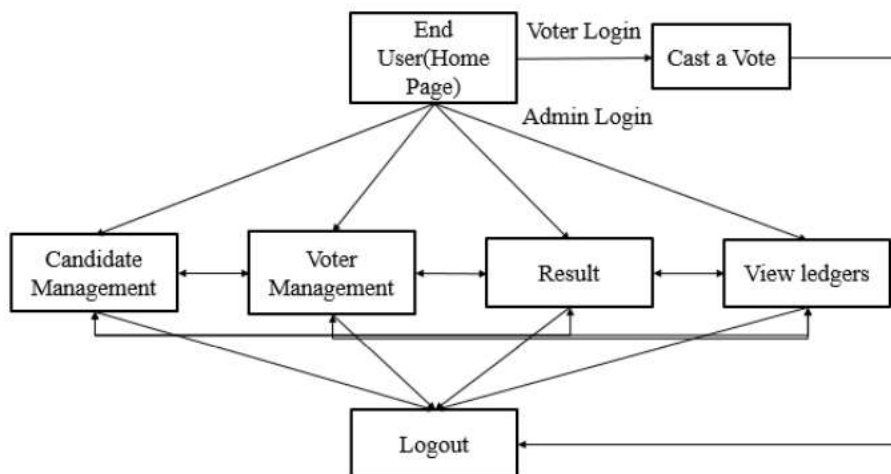 End
User(Home
Page)
Voter Login
Cast a Vote
Admin Login
Candidate
Management
Voter
Management
Result
View ledgers
Logout